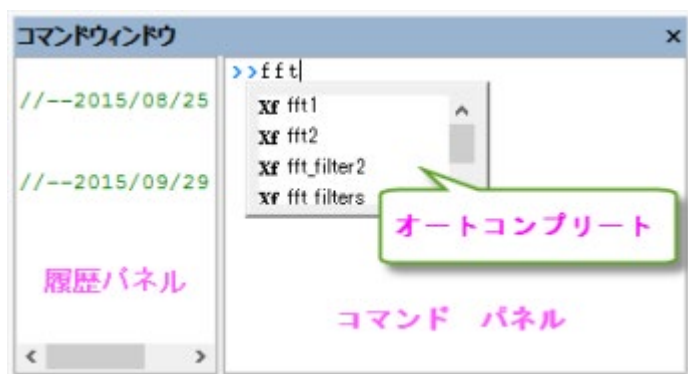 コマンドウィンドウ
×
//--2015/08/25
//--2015/09/29
履歴パネル
>>fft
Xf fft1
Xf fft2
Xf fft_filter2
Xf fft filters
オートコンプリート
コマンド パネル